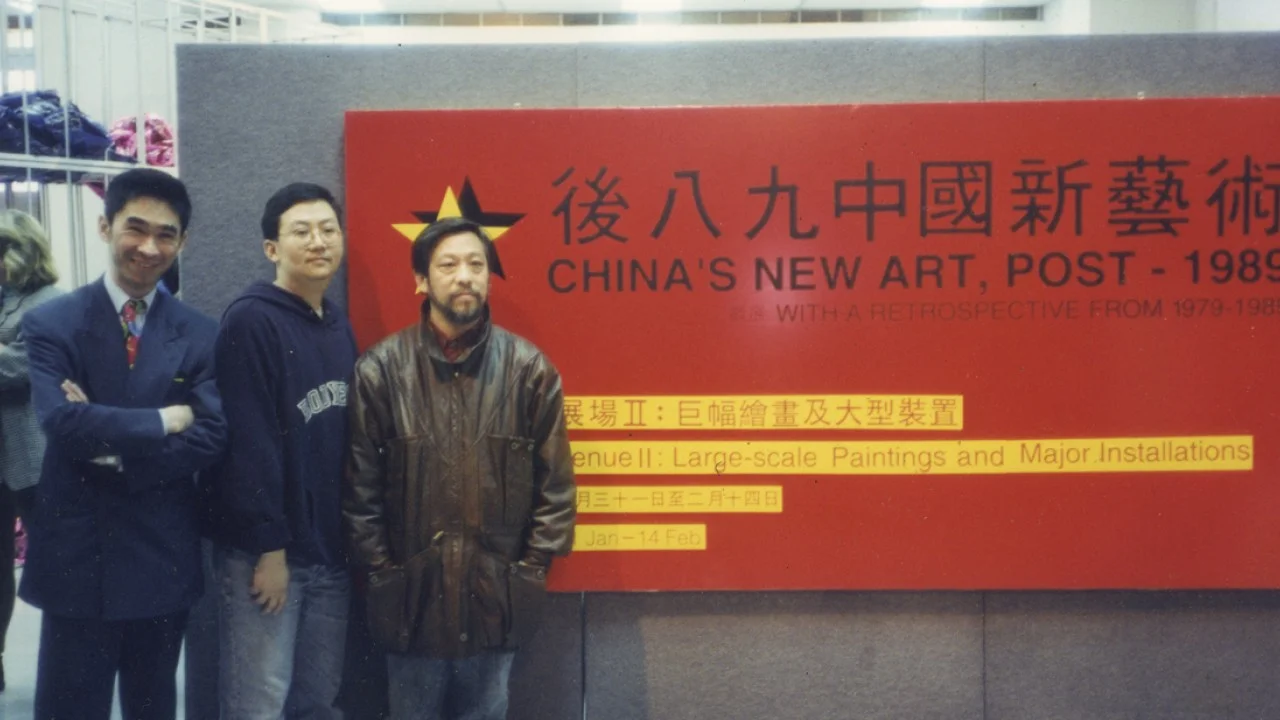 後八九中國新藝術
CHINA'S NEW ART, POST - 1989
WITH A RETROSPECTIVE FROM 1979-198
展場II:巨幅繪畫及大型裝置
enue II: Large-scale Paintings and Major Installations
月三十一日至二月十四日
Jan-14 Feb